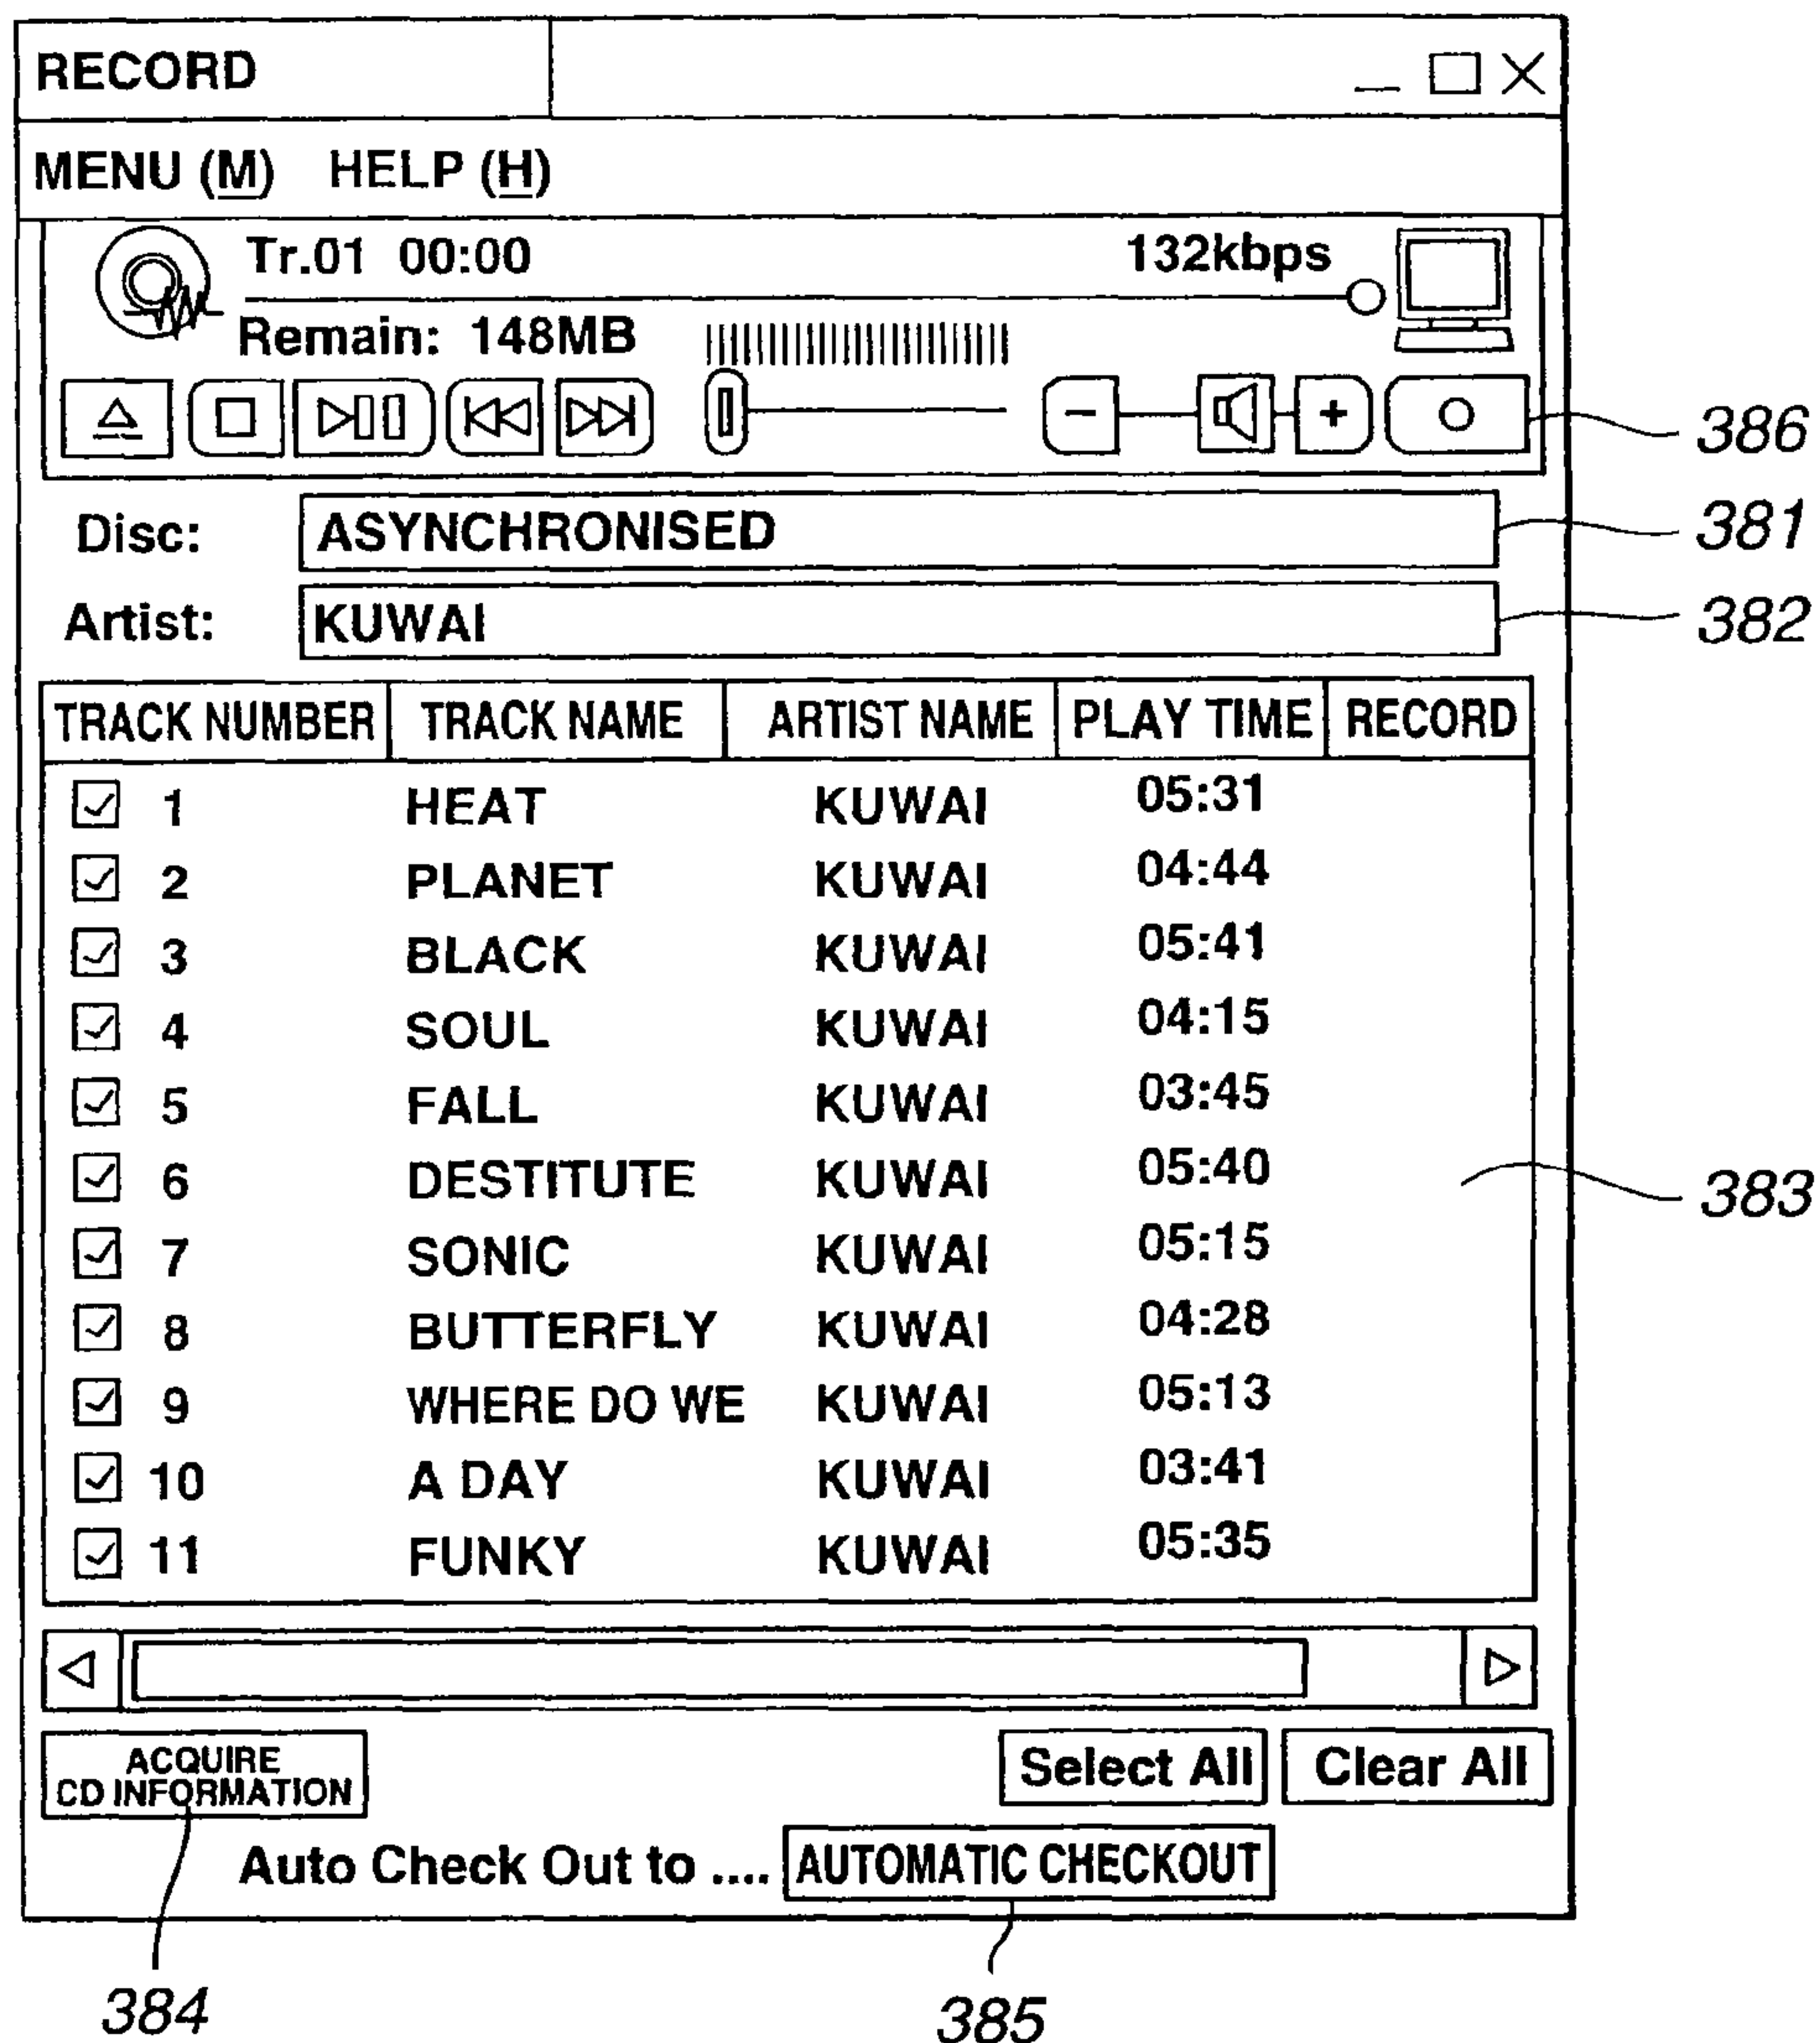 RECORD
MENU (M) HELP (H)
Tr.01 00:00 132kbps
Remain: 148MB
- +
386
Disc: ASYNCHRONISED
381
Artist: KUWAI
382
TRACK NUMBER TRACK NAME ARTIST NAME PLAY TIME RECORD
1 HEAT KUWAI 05:31
2 PLANET KUWAI 04:44
3 BLACK KUWAI 05:41
4 SOUL KUWAI 04:15
5 FALL KUWAI 03:45
6 DESTITUTE KUWAI 05:40
383
7 SONIC KUWAI 05:15
8 BUTTERFLY KUWAI 04:28
9 WHERE DO WE KUWAI 05:13
10 A DAY KUWAI 03:41
11 FUNKY KUWAI 05:35
ACQUIRE
CD INFORMATION
Select All Clear All
Auto Check Out to .... AUTOMATIC CHECKOUT
384 385